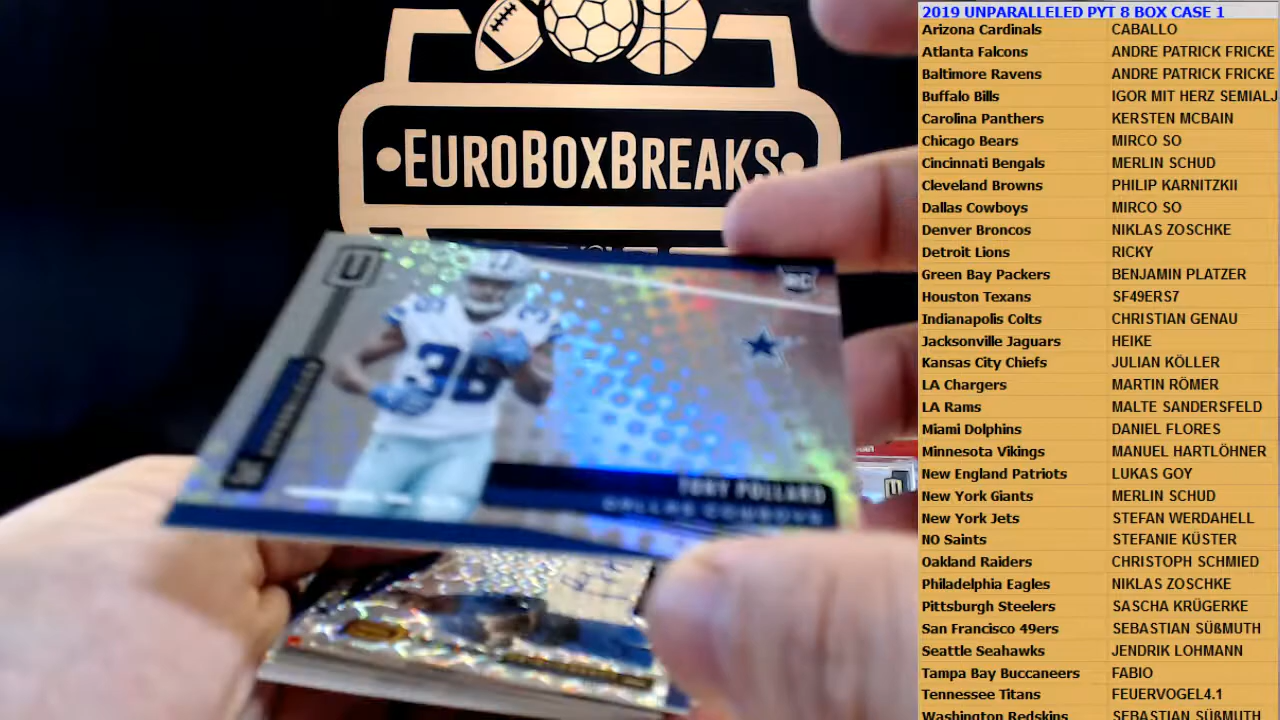 EUROBOXBREAKS
U
RC
36
36
TONY POLLARD
DALLAS COWBOYS
U
2019 UNPARALLELED PYT 8 BOX CASE 1
Arizona Cardinals CABALLO
Atlanta Falcons ANDRE PATRICK FRICKE
Baltimore Ravens ANDRE PATRICK FRICKE
Buffalo Bills IGOR MIT HERZ SEMIALJ
Carolina Panthers KERSTEN MCBAIN
Chicago Bears MIRCO SO
Cincinnati Bengals MERLIN SCHUD
Cleveland Browns PHILIP KARNITZKII
Dallas Cowboys MIRCO SO
Denver Broncos NIKLAS ZOSCHKE
Detroit Lions RICKY
Green Bay Packers BENJAMIN PLATZER
Houston Texans SF49ERS7
Indianapolis Colts CHRISTIAN GENAU
Jacksonville Jaguars HEIKE
Kansas City Chiefs JULIAN KÖLLER
LA Chargers MARTIN RÖMER
LA Rams MALTE SANDERSFELD
Miami Dolphins DANIEL FLORES
Minnesota Vikings MANUEL HARTLÖHNER
New England Patriots LUKAS GOY
New York Giants MERLIN SCHUD
New York Jets STEFAN WERDAHELL
NO Saints STEFANIE KÜSTER
Oakland Raiders CHRISTOPH SCHMIED
Philadelphia Eagles NIKLAS ZOSCHKE
Pittsburgh Steelers SASCHA KRÜGERKE
San Francisco 49ers SEBASTIAN SÜßMUTH
Seattle Seahawks JENDRIK LOHMANN
Tampa Bay Buccaneers FABIO
Tennessee Titans FEUERVOGEL4.1
Washington Redskins SEBASTIAN SÜßMUTH